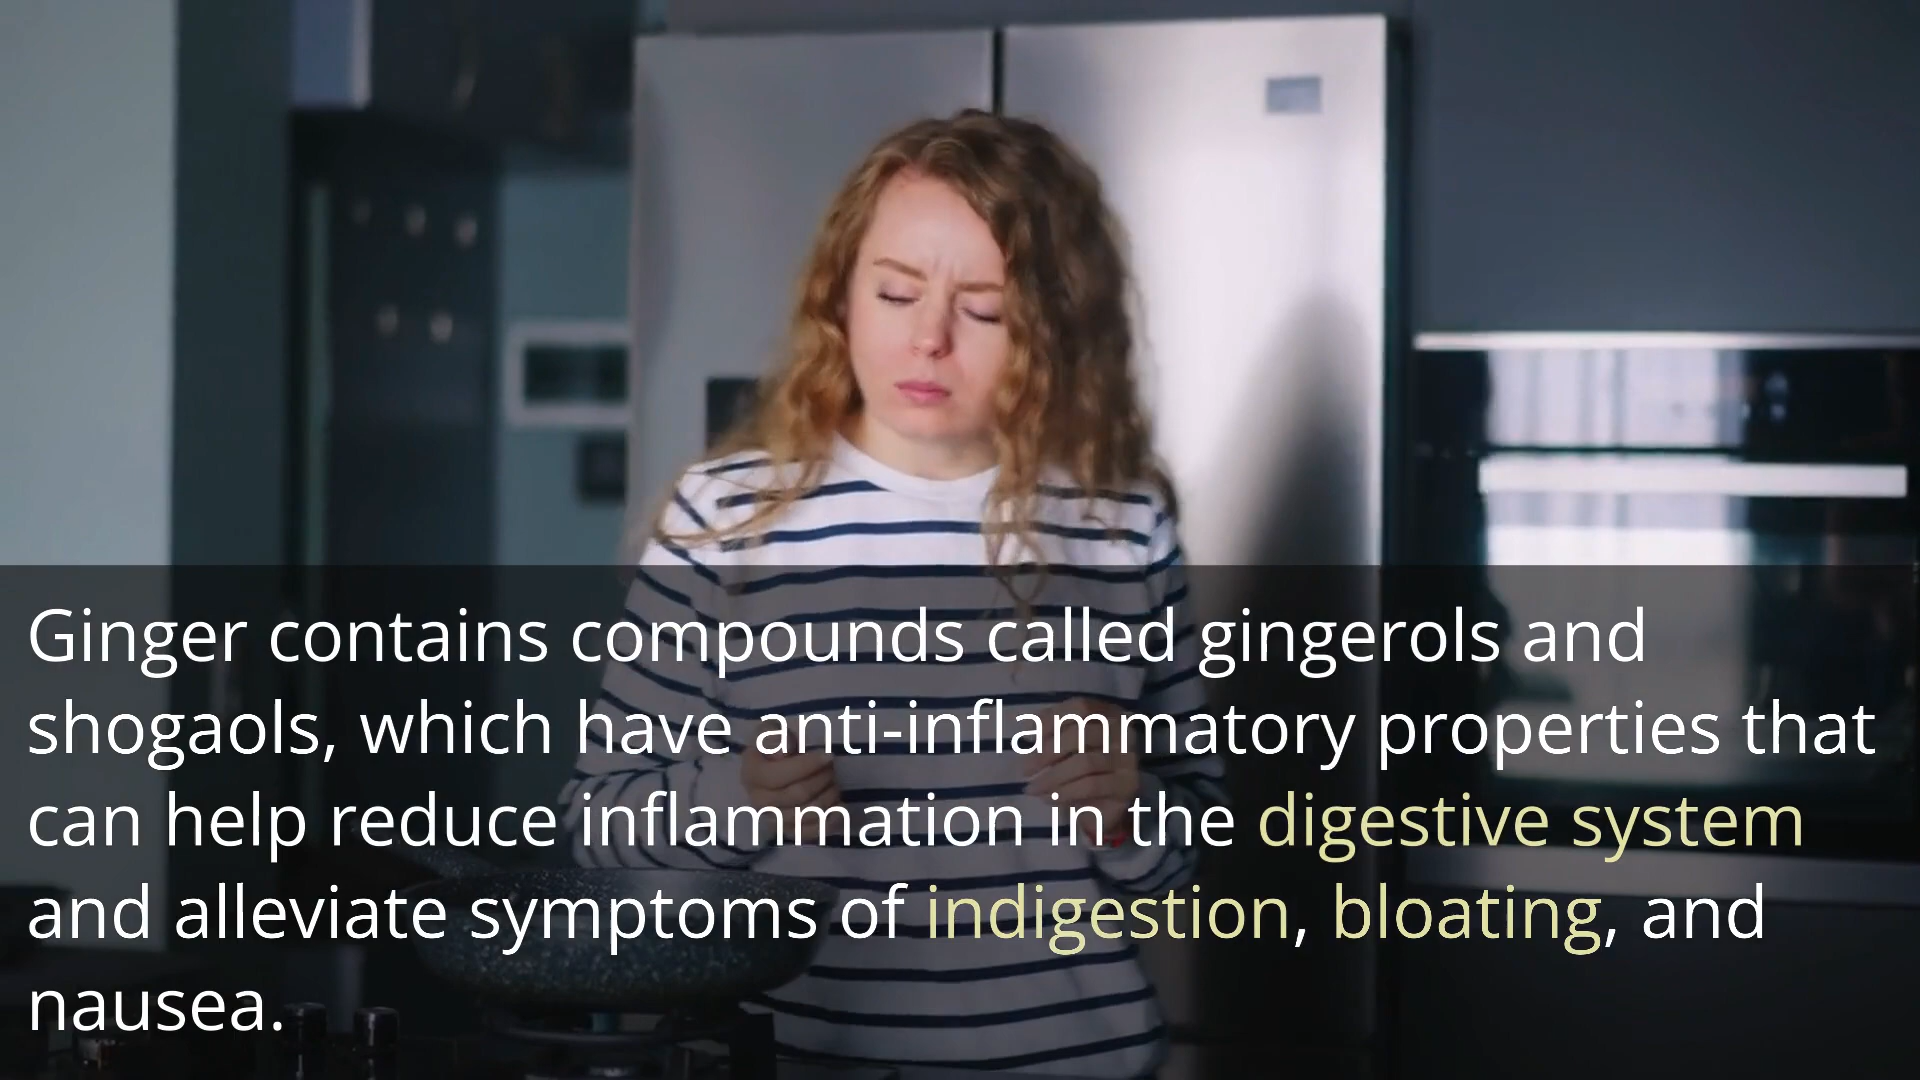 Ginger contains compounds called gingerols and
shogaols, which have anti-inflammatory properties that
can help reduce inflammation in the digestive system
and alleviate symptoms of indigestion, bloating, and
nausea.